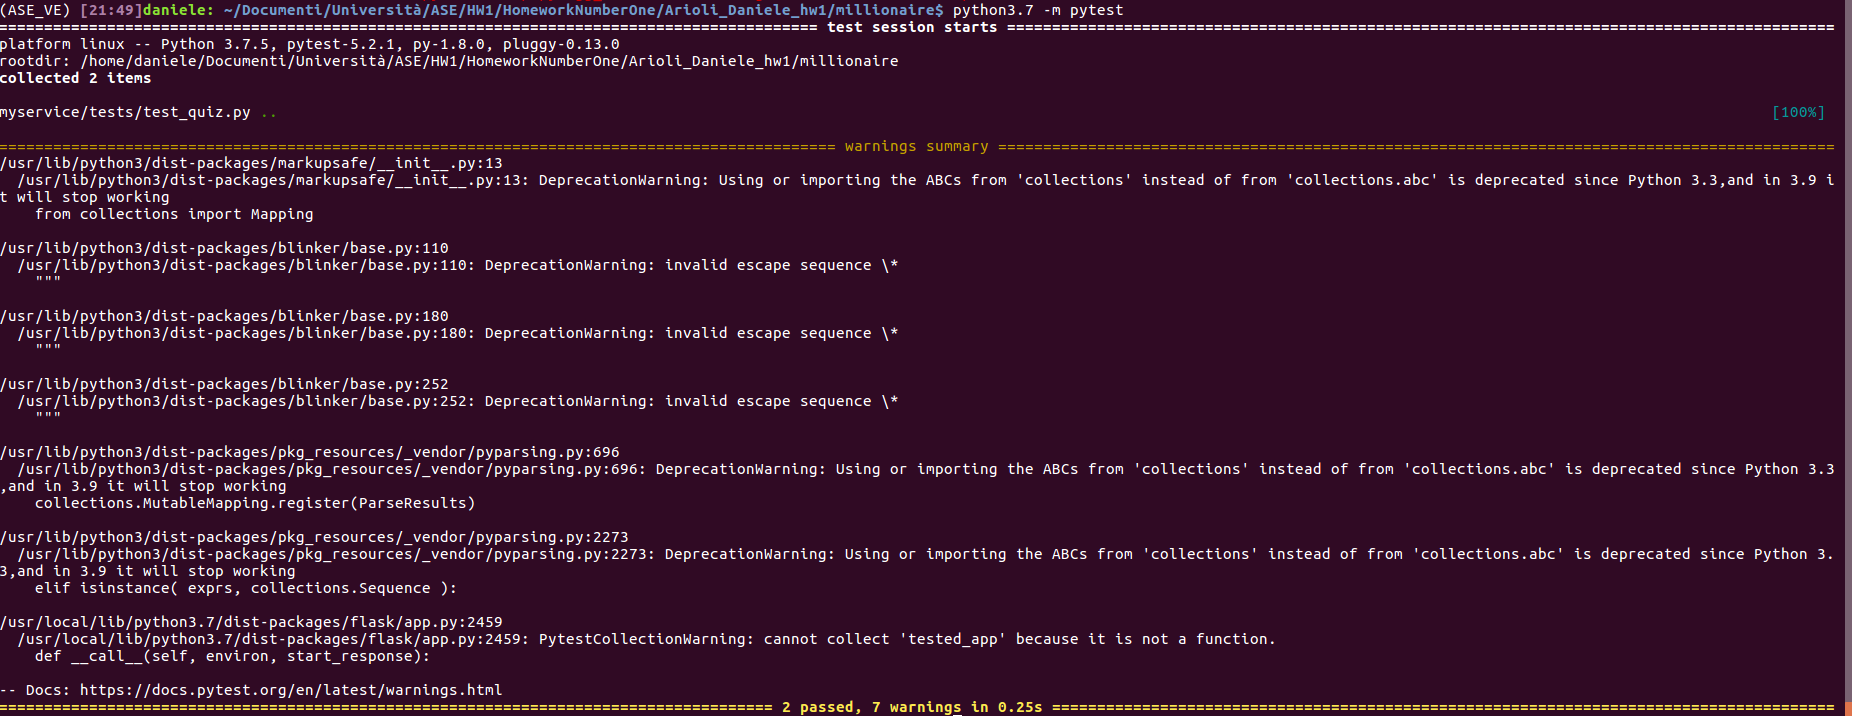 (ASE_VE) [21:49]daniele: ~/Documenti/Università/ASE/HW1/HomeworkNumberOne/Arioli_Daniele_hw1/millionaire$ python3.7 -m pytest
=========================================================================================== test session starts ============================================================================================
platform linux -- Python 3.7.5, pytest-5.2.1, py-1.8.0, pluggy-0.13.0
rootdir: /home/daniele/Documenti/Università/ASE/HW1/HomeworkNumberOne/Arioli_Daniele_hw1/millionaire
collected 2 items
myservice/tests/test_quiz.py .. [100%]
============================================================================================= warnings summary =============================================================================================
/usr/lib/python3/dist-packages/markupsafe/__init__.py:13
/usr/lib/python3/dist-packages/markupsafe/__init__.py:13: DeprecationWarning: Using or importing the ABCs from 'collections' instead of from 'collections.abc' is deprecated since Python 3.3,and in 3.9 i
t will stop working
from collections import Mapping
/usr/lib/python3/dist-packages/blinker/base.py:110
/usr/lib/python3/dist-packages/blinker/base.py:110: DeprecationWarning: invalid escape sequence \*
"""
/usr/lib/python3/dist-packages/blinker/base.py:180
/usr/lib/python3/dist-packages/blinker/base.py:180: DeprecationWarning: invalid escape sequence \*
"""
/usr/lib/python3/dist-packages/blinker/base.py:252
/usr/lib/python3/dist-packages/blinker/base.py:252: DeprecationWarning: invalid escape sequence \*
"""
/usr/lib/python3/dist-packages/pkg_resources/_vendor/pyparsing.py:696
/usr/lib/python3/dist-packages/pkg_resources/_vendor/pyparsing.py:696: DeprecationWarning: Using or importing the ABCs from 'collections' instead of from 'collections.abc' is deprecated since Python 3.3
,and in 3.9 it will stop working
collections.MutableMapping.register(ParseResults)
/usr/lib/python3/dist-packages/pkg_resources/_vendor/pyparsing.py:2273
/usr/lib/python3/dist-packages/pkg_resources/_vendor/pyparsing.py:2273: DeprecationWarning: Using or importing the ABCs from 'collections' instead of from 'collections.abc' is deprecated since Python 3.
3,and in 3.9 it will stop working
elif isinstance( exprs, collections.Sequence ):
/usr/local/lib/python3.7/dist-packages/flask/app.py:2459
/usr/local/lib/python3.7/dist-packages/flask/app.py:2459: PytestCollectionWarning: cannot collect 'tested_app' because it is not a function.
def __call__(self, environ, start_response):
-- Docs: https://docs.pytest.org/en/latest/warnings.html
====================================================================================== 2 passed, 7 warnings in 0.25s =======================================================================================